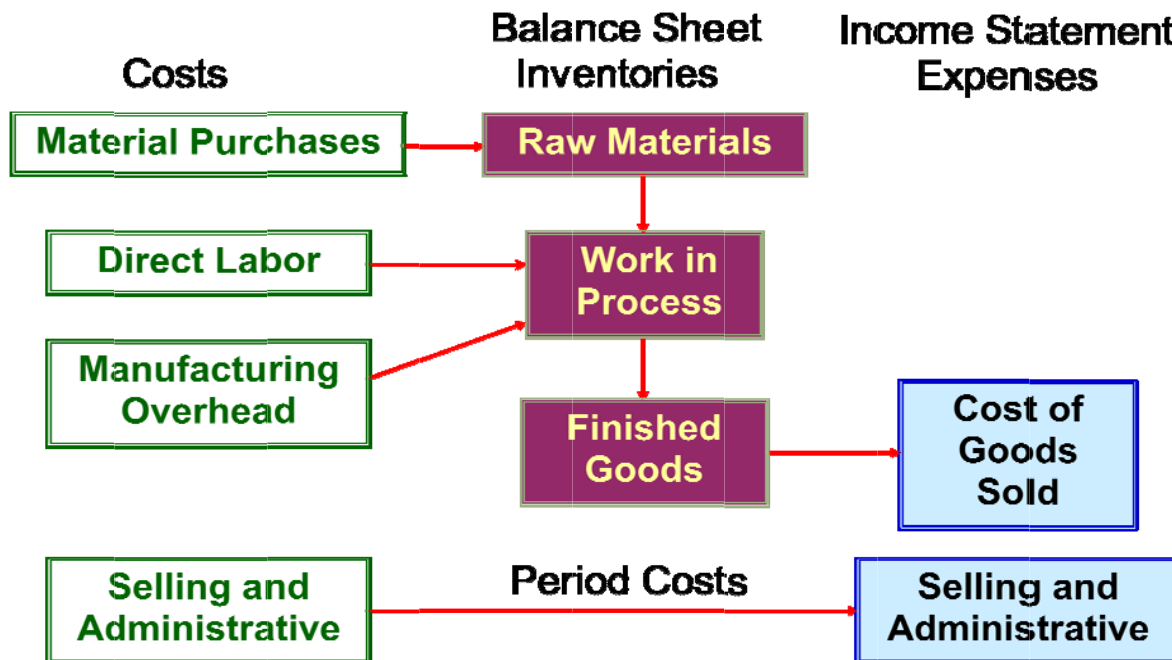 Costs
Balance Sheet
Inventories
Income Statement
Expenses
Material Purchases
Raw Materials
Direct Labor
Work in
Process
Manufacturing
Overhead
Finished
Goods
Cost of
Goods
Sold
Selling and
Administrative
Period Costs
Selling and
Administrative